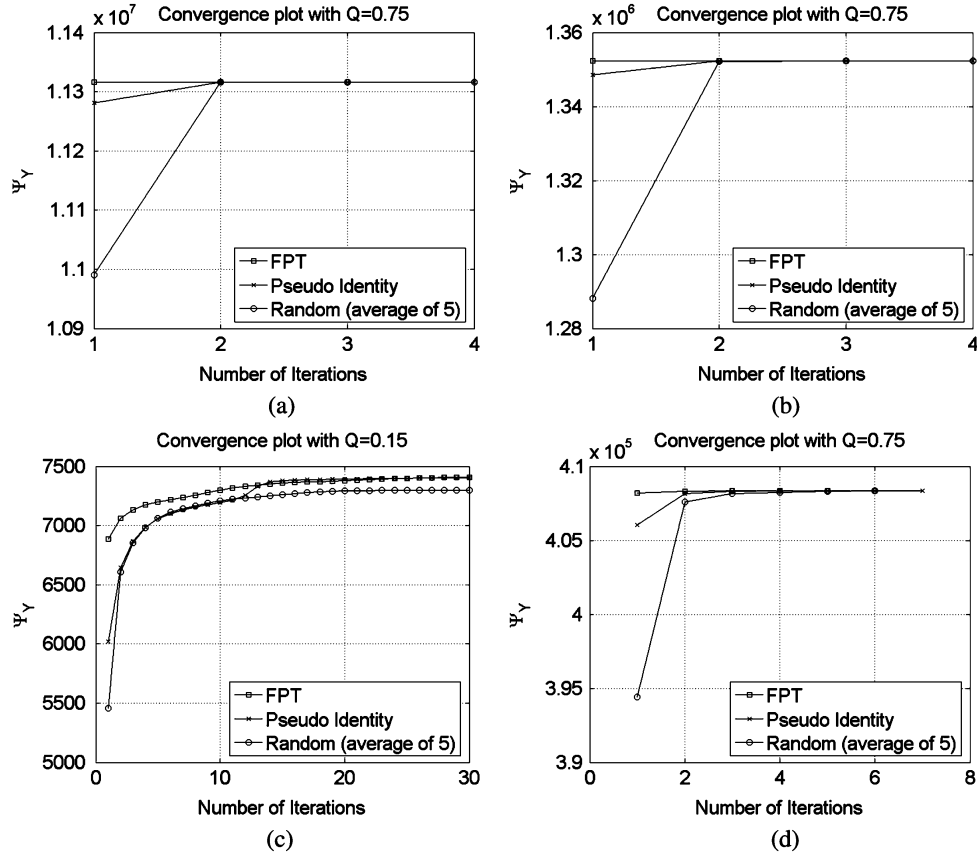 Convergence plot with Q=0.75
x 10^7
1.14
1.13
1.12
1.11
1.1
1.09
Ψ_Y
1 2 3 4
Number of Iterations
FPT
Pseudo Identity
Random (average of 5)
(a)
Convergence plot with Q=0.75
x 10^6
1.36
1.34
1.32
1.3
1.28
Ψ_Y
1 2 3 4
Number of Iterations
FPT
Pseudo Identity
Random (average of 5)
(b)
Convergence plot with Q=0.15
7500
7000
6500
6000
5500
5000
Ψ_Y
0 10 20 30
Number of Iterations
FPT
Pseudo Identity
Random (average of 5)
(c)
Convergence plot with Q=0.75
x 10^5
4.1
4.05
4
3.95
3.9
Ψ_Y
0 2 4 6 8
Number of Iterations
FPT
Pseudo Identity
Random (average of 5)
(d)